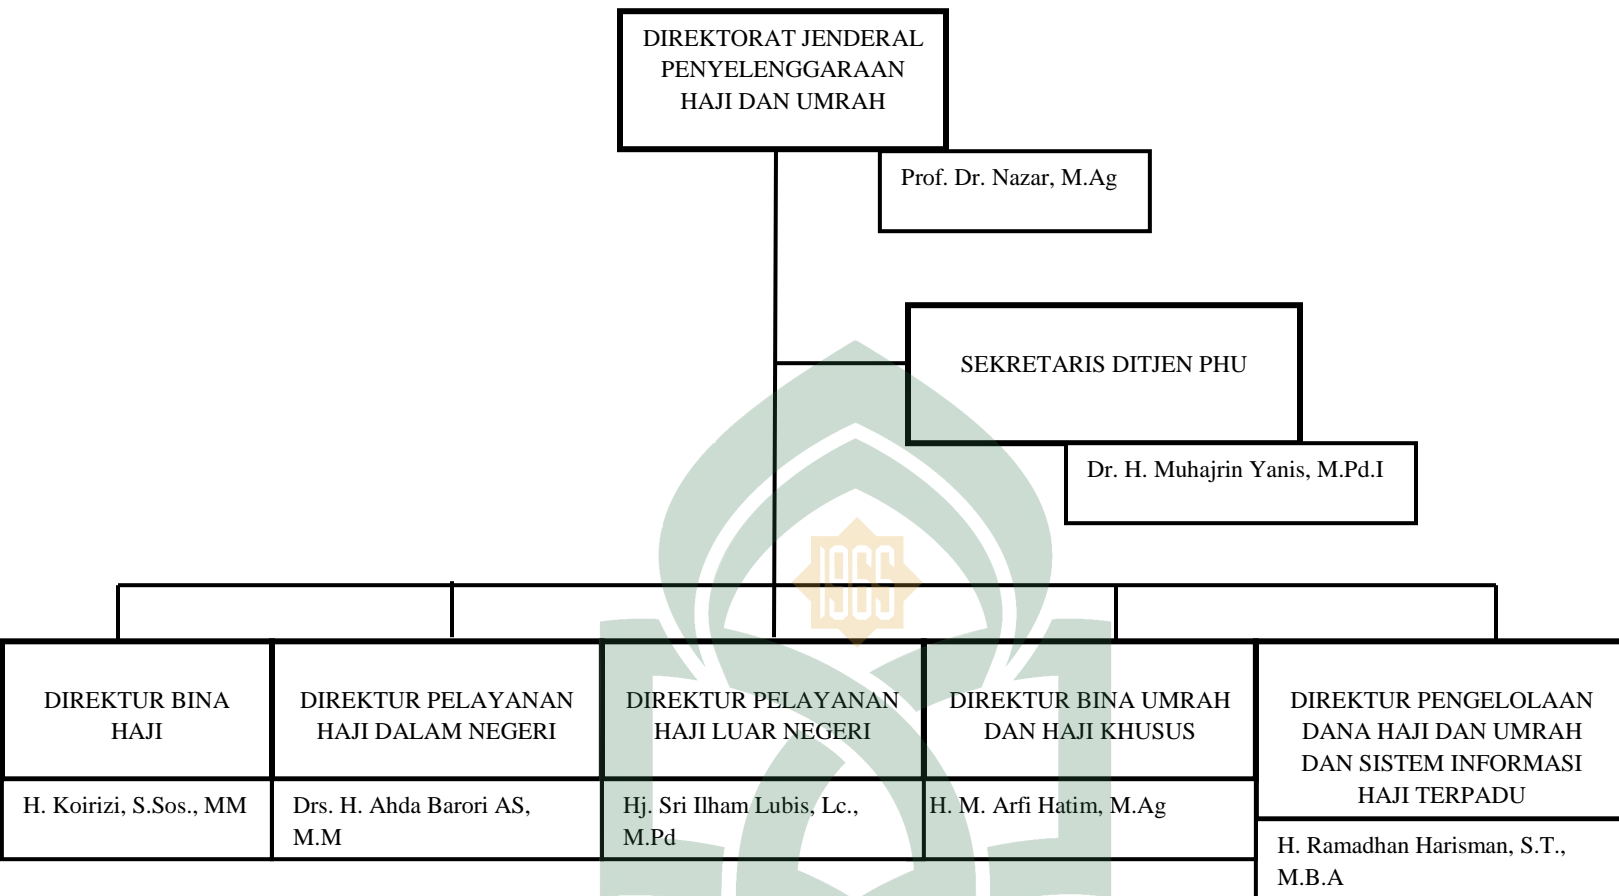 DIREKTORAT JENDERAL
PENYELENGGARAAN
HAJI DAN UMRAH
Prof. Dr. Nazar, M.Ag
SEKRETARIS DITJEN PHU
Dr. H. Muhajrin Yanis, M.Pd.I
1965
DIREKTUR BINA
HAJI
H. Koirizi, S.Sos., MM
DIREKTUR PELAYANAN
HAJI DALAM NEGERI
Drs. H. Ahda Barori AS,
M.M
DIREKTUR PELAYANAN
HAJI LUAR NEGERI
Hj. Sri Ilham Lubis, Lc.,
M.Pd
DIREKTUR BINA UMRAH
DAN HAJI KHUSUS
H. M. Arfi Hatim, M.Ag
DIREKTUR PENGELOLAAN
DANA HAJI DAN UMRAH
DAN SISTEM INFORMASI
HAJI TERPADU
H. Ramadhan Harisman, S.T.,
M.B.A